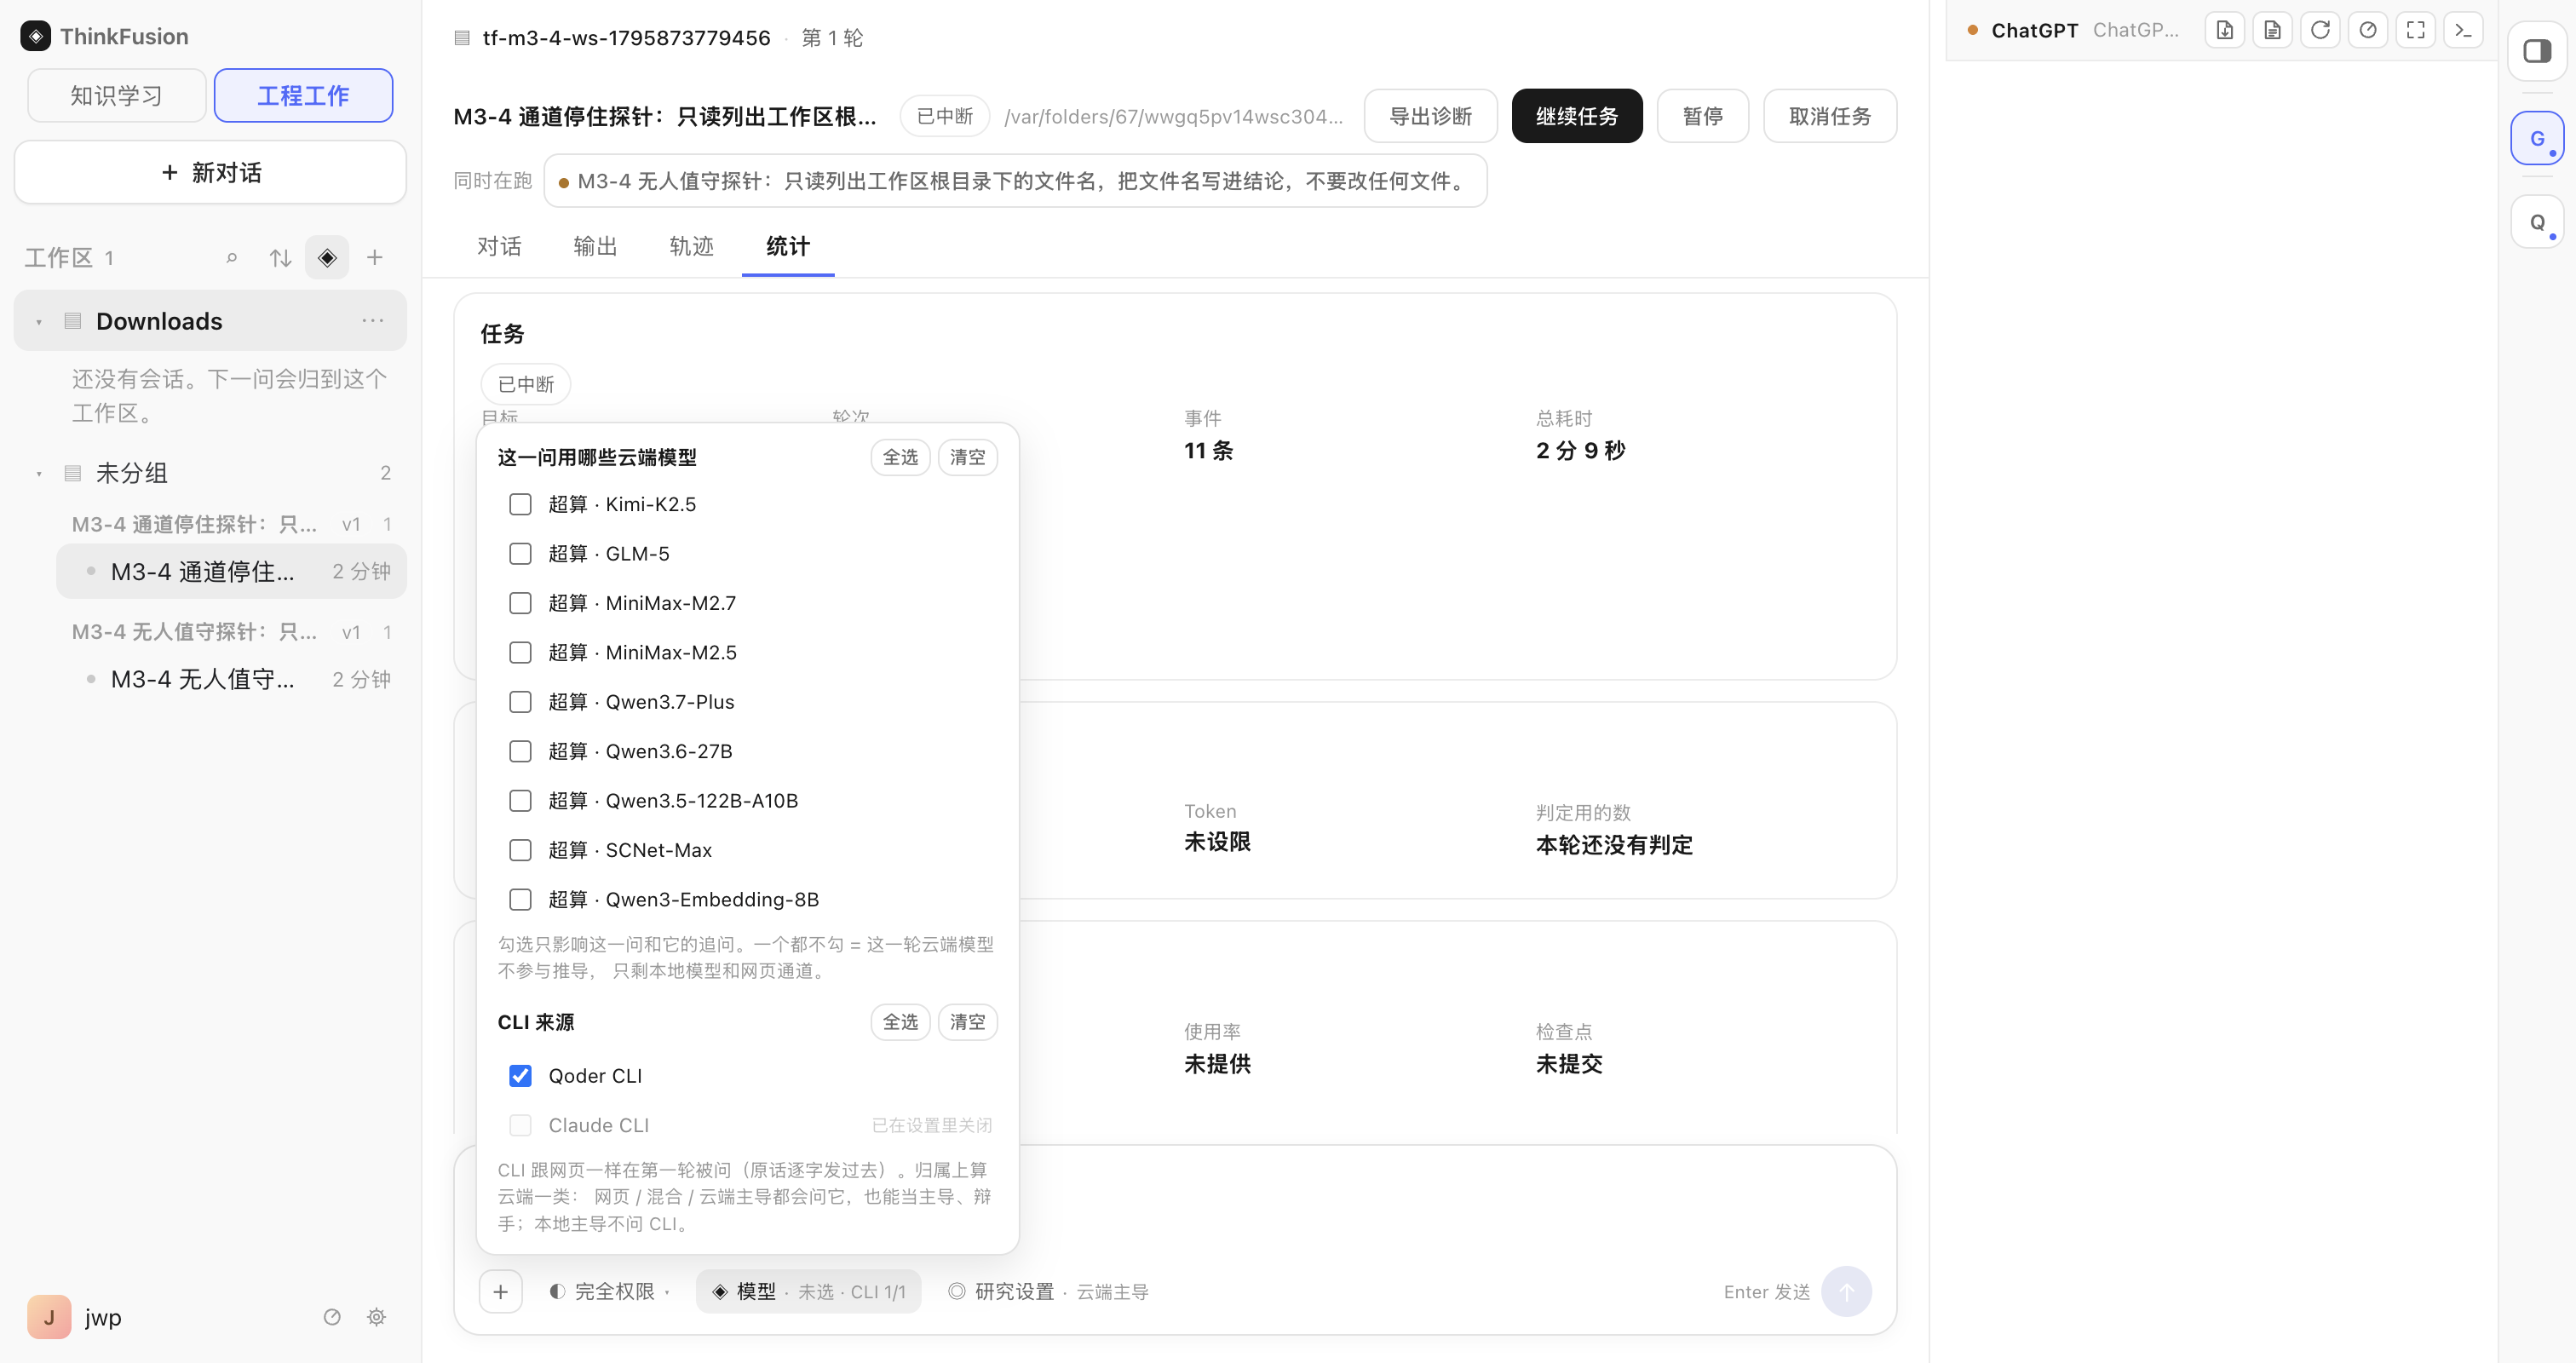 ThinkFusion
知识学习
工程工作
+ 新对话
工作区 1
Downloads
还没有会话。下一问会归到这个
工作区。
未分组 2
M3-4 通道停住探针：只... v1 1
M3-4 通道停住... 2 分钟
M3-4 无人值守探针：只... v1 1
M3-4 无人值守... 2 分钟
J jwp
tf-m3-4-ws-1795873779456 · 第 1 轮
M3-4 通道停住探针：只读列出工作区根... 已中断 /var/folders/67/wwgq5pv14wsc304... 导出诊断 继续任务 暂停 取消任务
同时在跑 M3-4 无人值守探针：只读列出工作区根目录下的文件名，把文件名写进结论，不要改任何文件。
对话 输出 轨迹 统计
任务
已中断
目标 轮次 事件 总耗时
11 条 2 分 9 秒
Token 判定用的数
未设限 本轮还没有判定
使用率 检查点
未提供 未提交
这一问用哪些云端模型 全选 清空
超算 · Kimi-K2.5
超算 · GLM-5
超算 · MiniMax-M2.7
超算 · MiniMax-M2.5
超算 · Qwen3.7-Plus
超算 · Qwen3.6-27B
超算 · Qwen3.5-122B-A10B
超算 · SCNet-Max
超算 · Qwen3-Embedding-8B
勾选只影响这一问和它的追问。一个都不勾 = 这一轮云端模型
不参与推导， 只剩本地模型和网页通道。
CLI 来源 全选 清空
Qoder CLI
Claude CLI 已在设置里关闭
CLI 跟网页一样在第一轮被问（原话逐字发过去）。归属上算
云端一类： 网页 / 混合 / 云端主导都会问它，也能当主导、辩
手；本地主导不问 CLI。
+ 完全权限 · 模型 · 未选 · CLI 1/1 研究设置 · 云端主导 Enter 发送
ChatGPT ChatGP...
G
Q